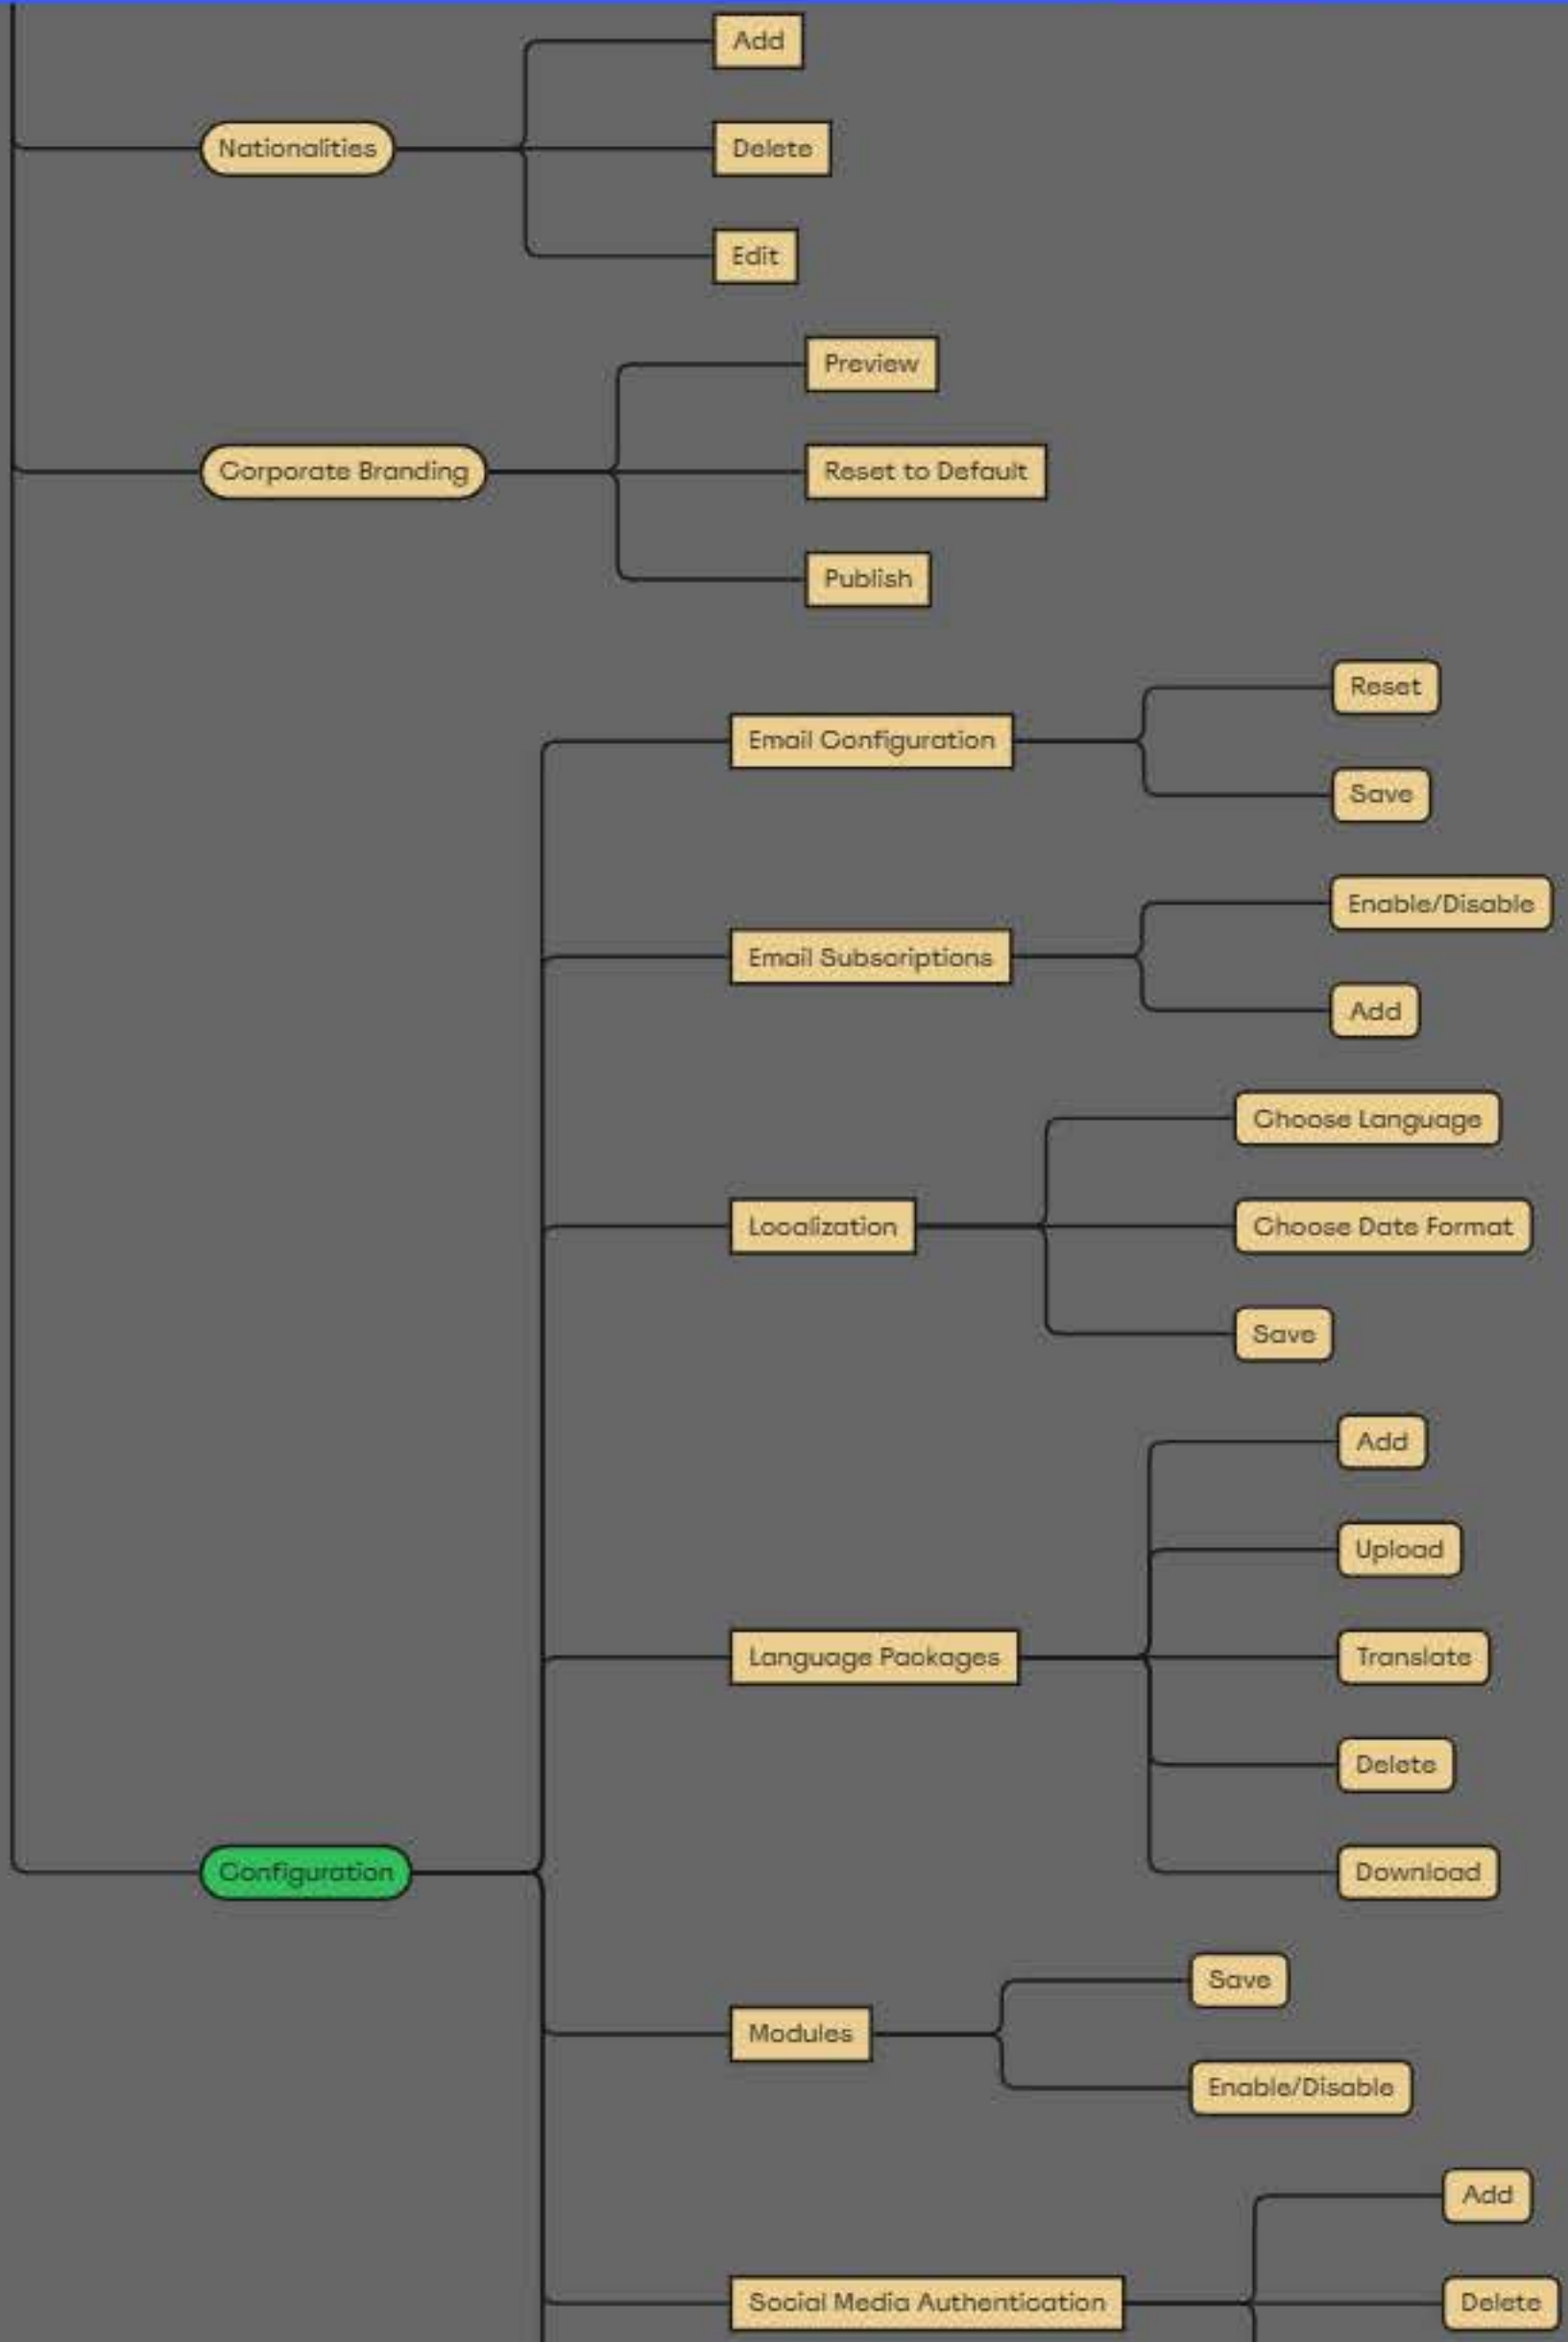 Add
Nationalities
Delete
Edit
Preview
Corporate Branding
Reset to Default
Publish
Reset
Email Configuration
Save
Enable/Disable
Email Subscriptions
Add
Choose Language
Localization
Choose Date Format
Save
Add
Upload
Language Packages
Translate
Delete
Configuration
Download
Save
Modules
Enable/Disable
Add
Social Media Authentication
Delete